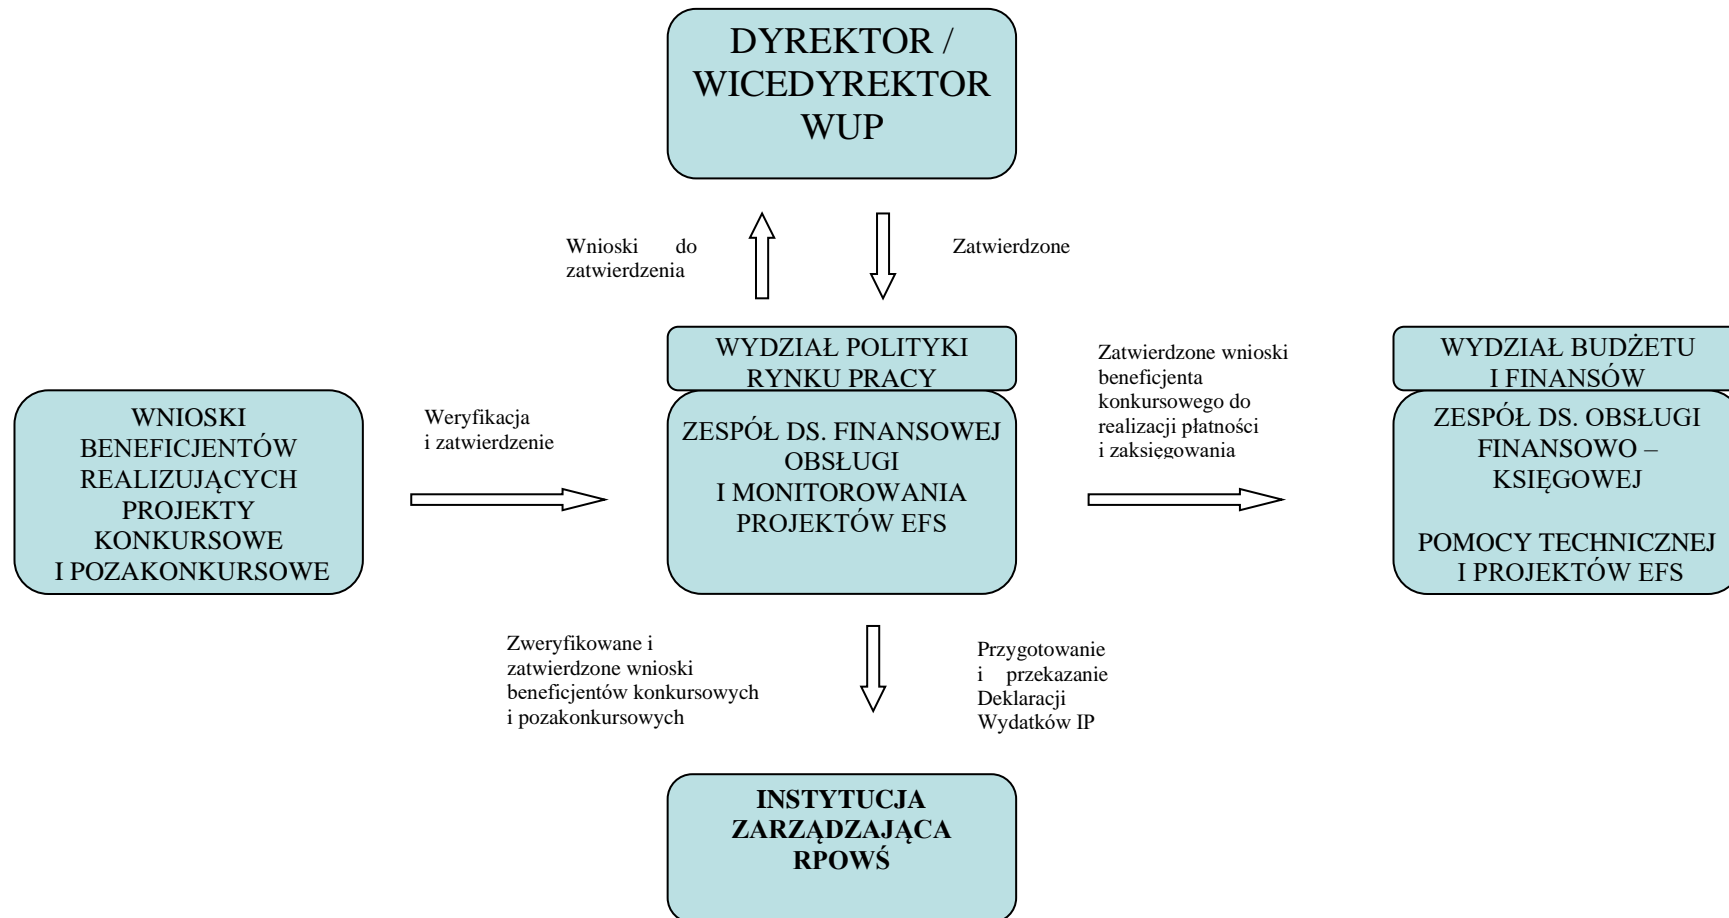 DYREKTOR /
WICEDYREKTOR
WUP
Wnioski do
zatwierdzenia
Zatwierdzone
WYDZIAŁ POLITYKI
RYNKU PRACY
Zatwierdzone wnioski
beneficjenta
konkursowego do
realizacji płatności
i zaksięgowania
WYDZIAŁ BUDŻETU
I FINANSÓW
WNIOSKI
BENEFICJENTÓW
REALIZUJĄCYCH
PROJEKTY
KONKURSOWE
I POZAKONKURSOWE
Weryfikacja
i zatwierdzenie
ZESPÓŁ DS. FINANSOWEJ
OBSŁUGI
I MONITOROWANIA
PROJEKTÓW EFS
ZESPÓŁ DS. OBSŁUGI
FINANSOWO –
KSIĘGOWEJ
POMOCY TECHNICZNEJ
I PROJEKTÓW EFS
Zweryfikowane i
zatwierdzone wnioski
beneficjentów konkursowych
i pozakonkursowych
Przygotowanie
i przekazanie
Deklaracji
Wydatków IP
INSTYTUCJA
ZARZĄDZAJĄCA
RPOWŚ